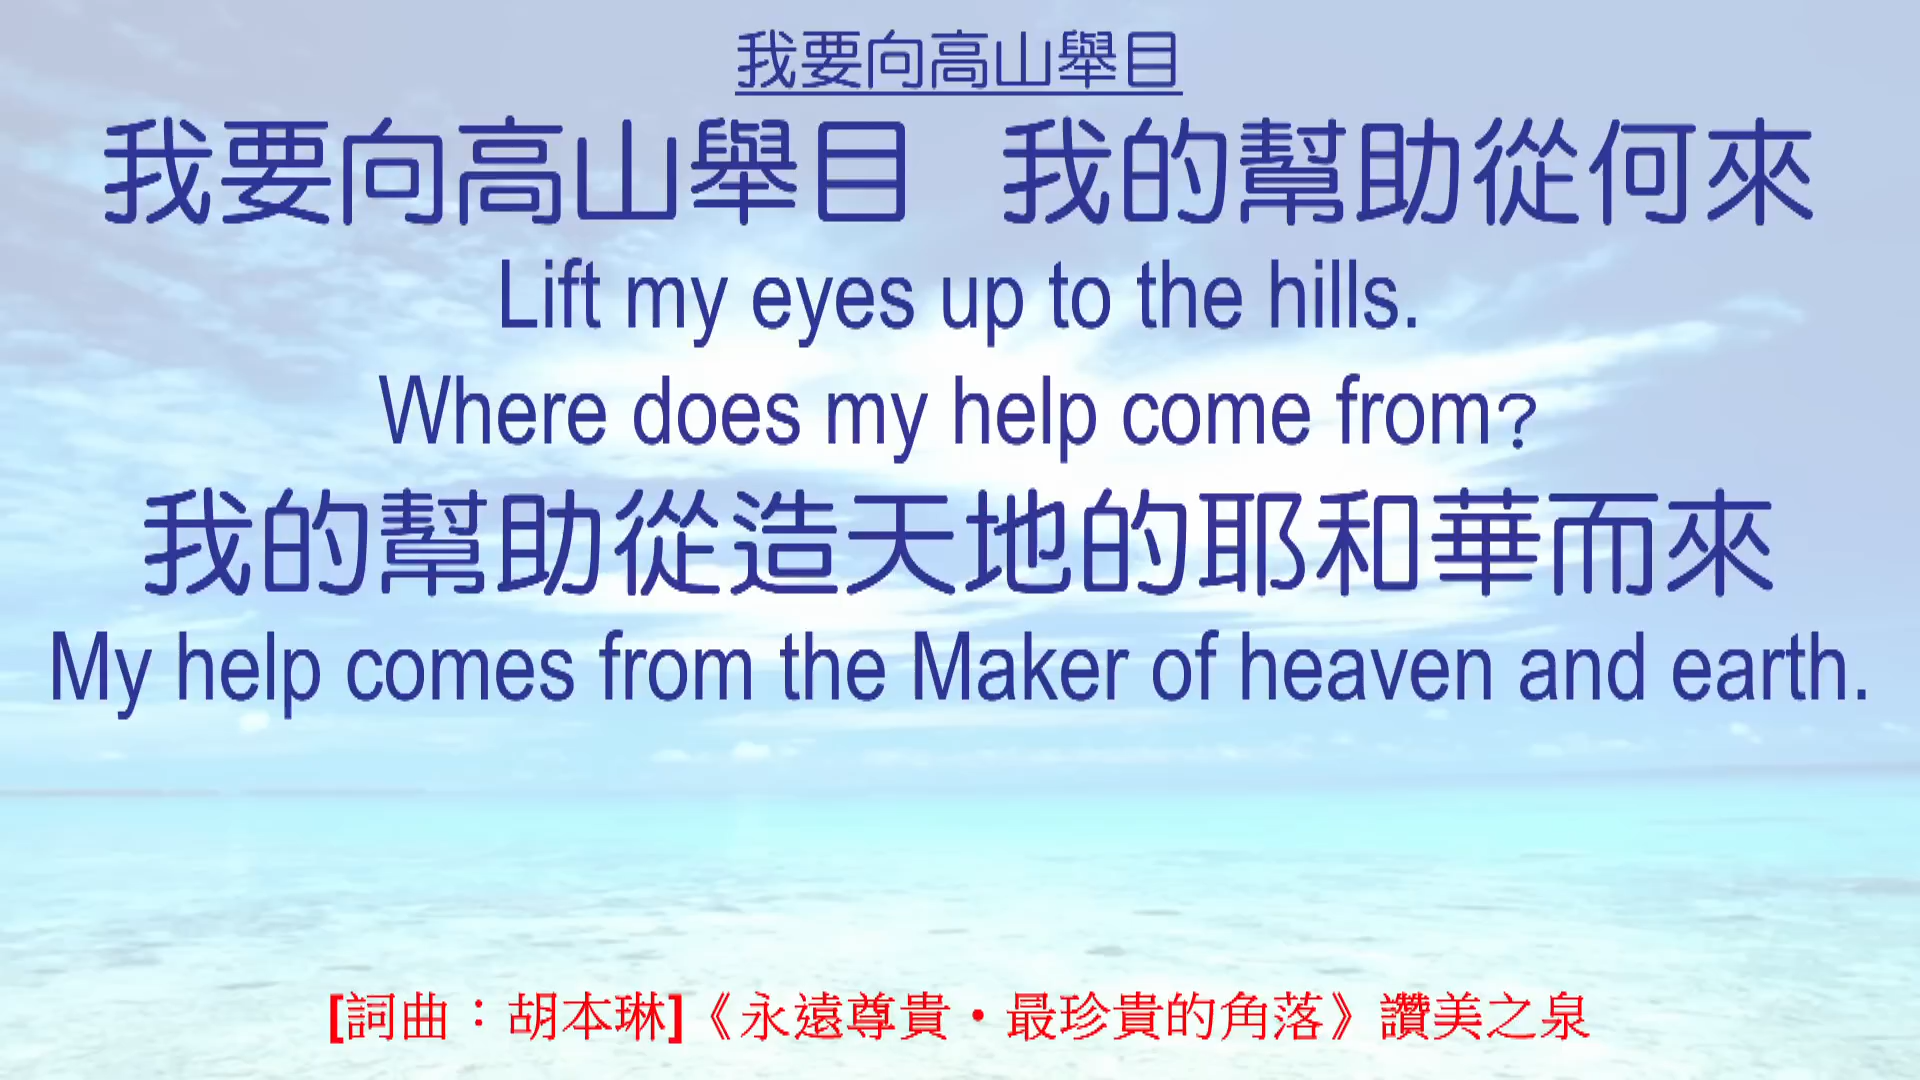 我要向高山舉目
我要向高山舉目 我的幫助從何來
Lift my eyes up to the hills.
Where does my help come from?
我的幫助從造天地的耶和華而來
My help comes from the Maker of heaven and earth.
[詞曲：胡本琳]《永遠尊貴・最珍貴的角落》讚美之泉